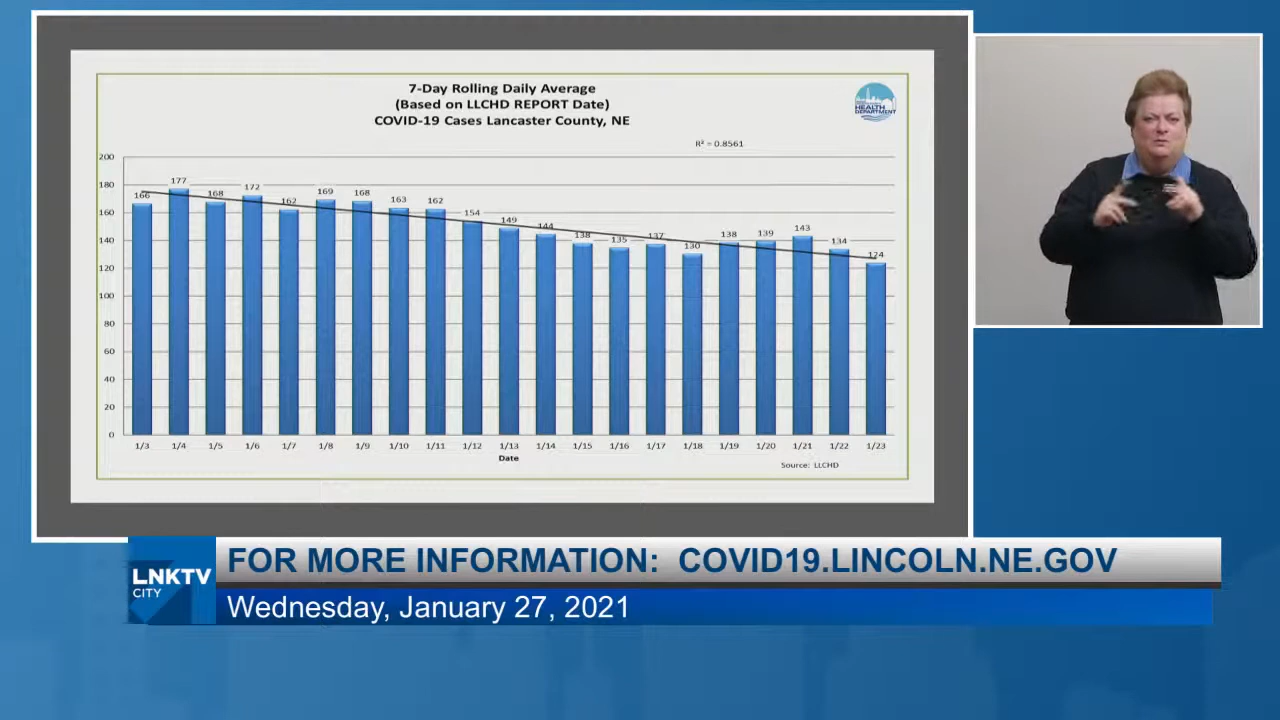 7-Day Rolling Daily Average
(Based on LLCHD REPORT Date)
COVID-19 Cases Lancaster County, NE
HEALTH
DEPARTMENT
R² = 0.8561
200
180
160
140
120
100
80
60
40
20
0
166 177 168 172 162 169 168 163 162 154 149 144 138 135 137 130 138 139 143 134 124
1/3 1/4 1/5 1/6 1/7 1/8 1/9 1/10 1/11 1/12 1/13 1/14 1/15 1/16 1/17 1/18 1/19 1/20 1/21 1/22 1/23
Date
Source: LLCHD
LNKTV
CITY
FOR MORE INFORMATION: COVID19.LINCOLN.NE.GOV
Wednesday, January 27, 2021